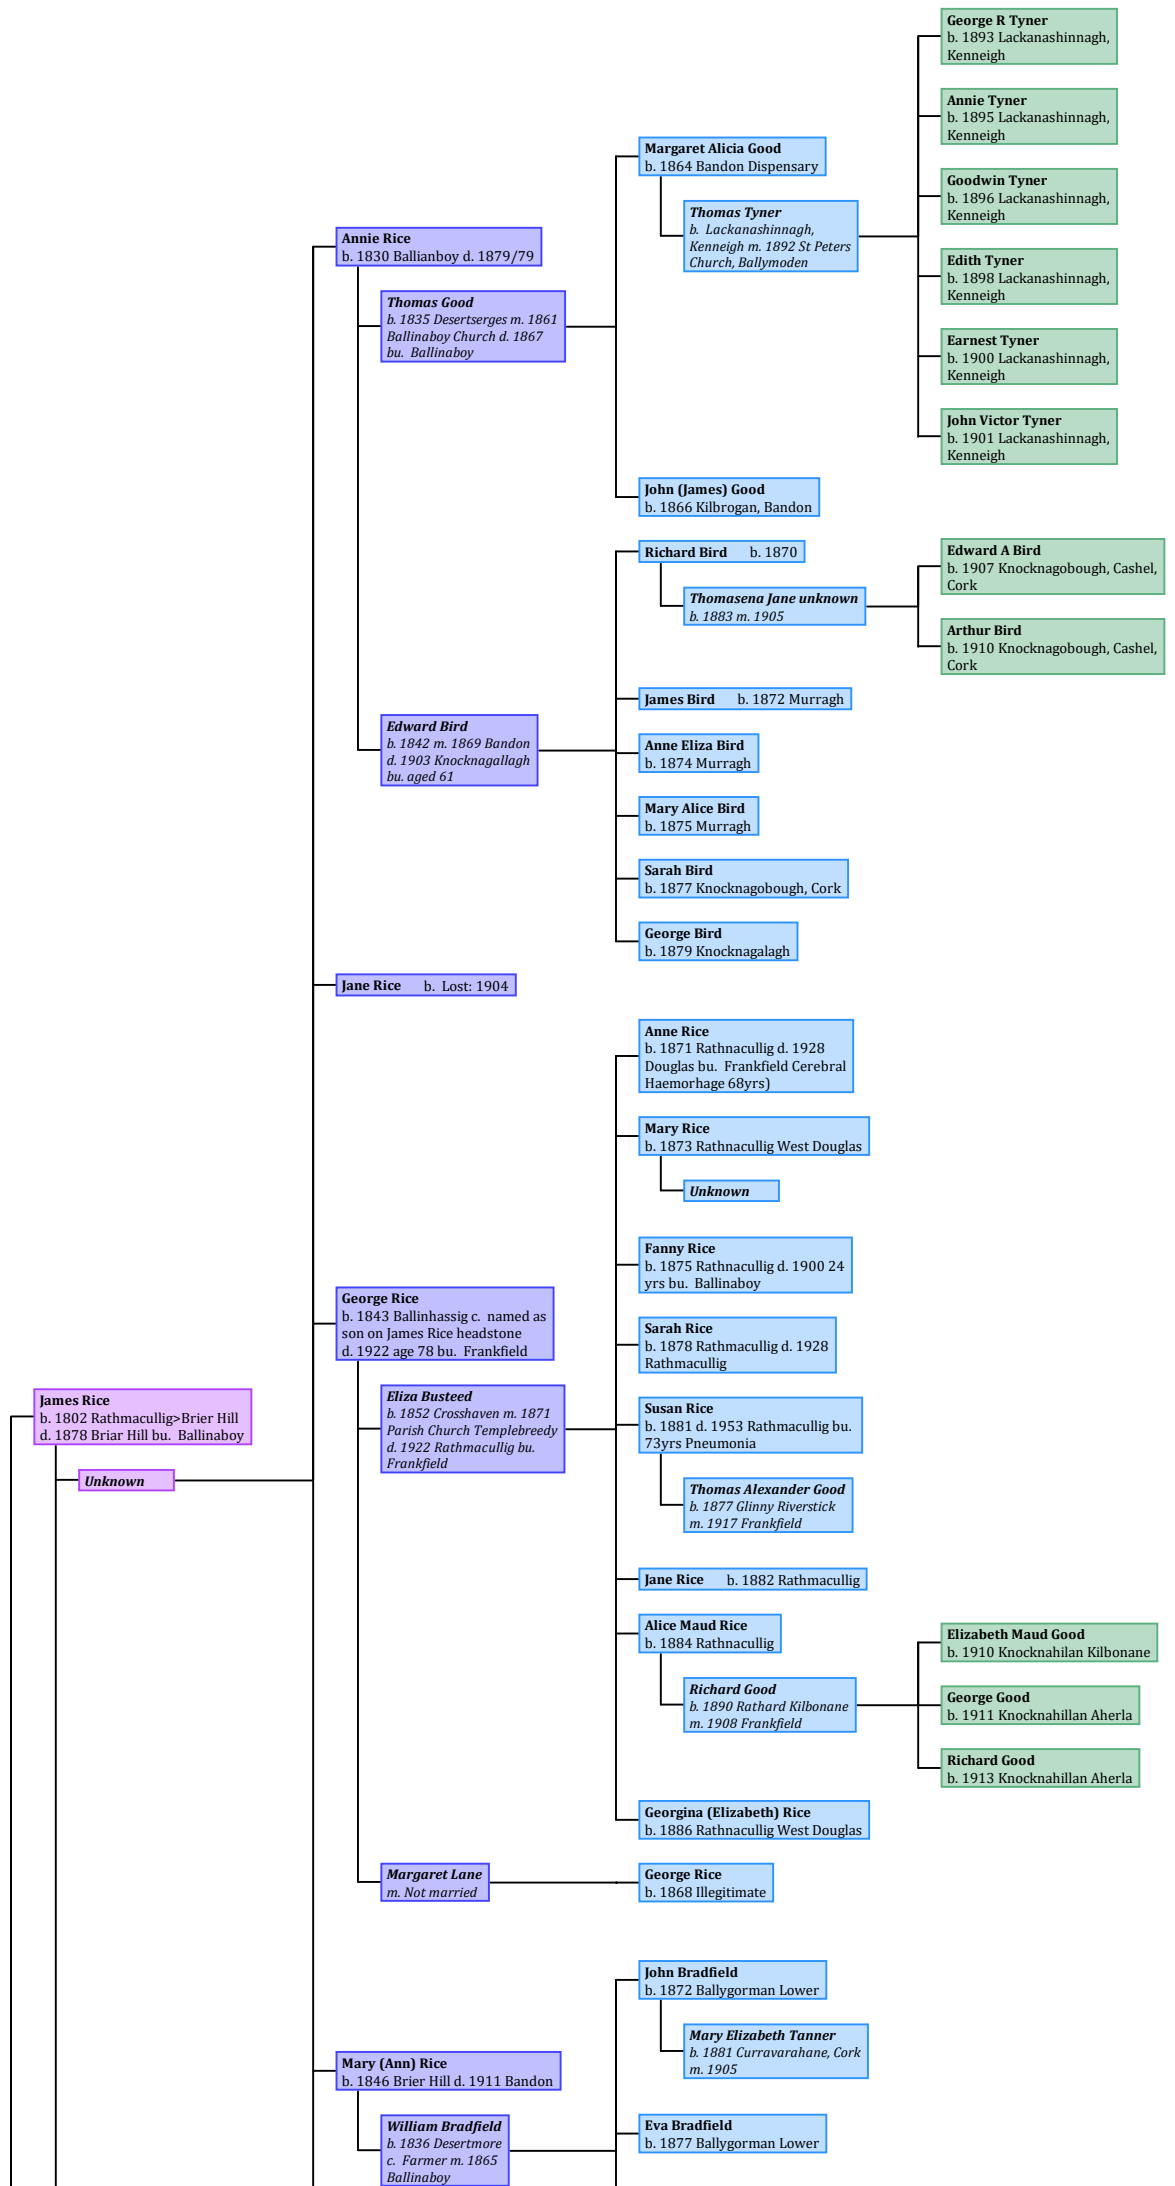 George R Tyner
b. 1893 Lackanashinnagh,
Kenneigh
Annie Tyner
b. 1895 Lackanashinnagh,
Kenneigh
Margaret Alicia Good
b. 1864 Bandon Dispensary
Goodwin Tyner
b. 1896 Lackanashinnagh,
Kenneigh
Thomas Tyner
b. Lackanashinnagh,
Kenneigh m. 1892 St Peters
Church, Ballymoden
Annie Rice
b. 1830 Ballianboy d. 1879/79
Edith Tyner
b. 1898 Lackanashinnagh,
Kenneigh
Thomas Good
b. 1835 Desertserges m. 1861
Ballinaboy Church d. 1867
bu. Ballinaboy
Earnest Tyner
b. 1900 Lackanashinnagh,
Kenneigh
John Victor Tyner
b. 1901 Lackanashinnagh,
Kenneigh
John (James) Good
b. 1866 Kilbrogan, Bandon
Richard Bird b. 1870
Edward A Bird
b. 1907 Knocknagobough, Cashel,
Cork
Thomasena Jane unknown
b. 1883 m. 1905
Arthur Bird
b. 1910 Knocknagobough, Cashel,
Cork
James Bird b. 1872 Murragh
Edward Bird
b. 1842 m. 1869 Bandon
d. 1903 Knocknagallagh
bu. aged 61
Anne Eliza Bird
b. 1874 Murragh
Mary Alice Bird
b. 1875 Murragh
Sarah Bird
b. 1877 Knocknagobough, Cork
George Bird
b. 1879 Knocknagalagh
Jane Rice b. Lost: 1904
Anne Rice
b. 1871 Rathnacullig d. 1928
Douglas bu. Frankfield Cerebral
Haemorhage 68yrs)
Mary Rice
b. 1873 Rathnacullig West Douglas
Unknown
Fanny Rice
b. 1875 Rathnacullig d. 1900 24
yrs bu. Ballinaboy
George Rice
b. 1843 Ballinhassig c. named as
son on James Rice headstone
d. 1922 age 78 bu. Frankfield
Sarah Rice
b. 1878 Rathmacullig d. 1928
Rathmacullig
James Rice
b. 1802 Rathmacullig>Brier Hill
d. 1878 Briar Hill bu. Ballinaboy
Eliza Busteed
b. 1852 Crosshaven m. 1871
Parish Church Templebreedy
d. 1922 Rathmacullig bu.
Frankfield
Susan Rice
b. 1881 d. 1953 Rathmacullig bu.
73yrs Pneumonia
Unknown
Thomas Alexander Good
b. 1877 Glinny Riverstick
m. 1917 Frankfield
Jane Rice b. 1882 Rathmacullig
Alice Maud Rice
b. 1884 Rathnacullig
Elizabeth Maud Good
b. 1910 Knocknahilan Kilbonane
Richard Good
b. 1890 Rathard Kilbonane
m. 1908 Frankfield
George Good
b. 1911 Knocknahillan Aherla
Richard Good
b. 1913 Knocknahillan Aherla
Georgina (Elizabeth) Rice
b. 1886 Rathnacullig West Douglas
Margaret Lane
m. Not married
George Rice
b. 1868 Illegitimate
John Bradfield
b. 1872 Ballygorman Lower
Mary Elizabeth Tanner
b. 1881 Curravarahane, Cork
m. 1905
Mary (Ann) Rice
b. 1846 Brier Hill d. 1911 Bandon
William Bradfield
b. 1836 Desertmore
c. Farmer m. 1865
Ballinaboy
Eva Bradfield
b. 1877 Ballygorman Lower